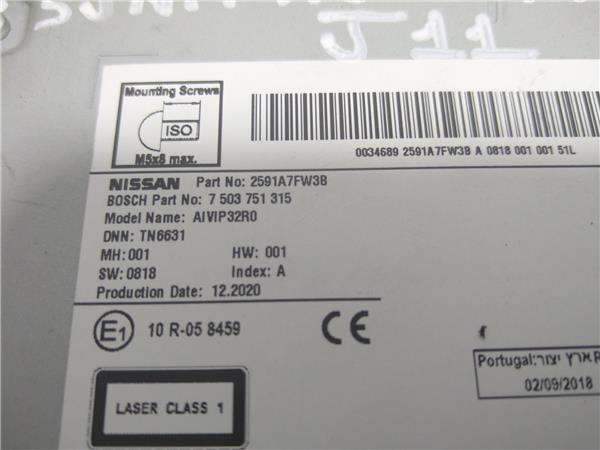 J11
Mounting Screws
ISO
M5x8 max.
0034689 2591A7FW3B A 0818 001 001 51L
NISSAN Part No: 2591A7FW3B
BOSCH Part No: 7 503 751 315
Model Name: AIVIP32R0
DNN: TN6631
MH:001 HW: 001
SW:0818 Index: A
Production Date: 12.2020
E1 10 R-05 8459 CE
Portugal:ארץ יצור
02/09/2018
LASER CLASS 1